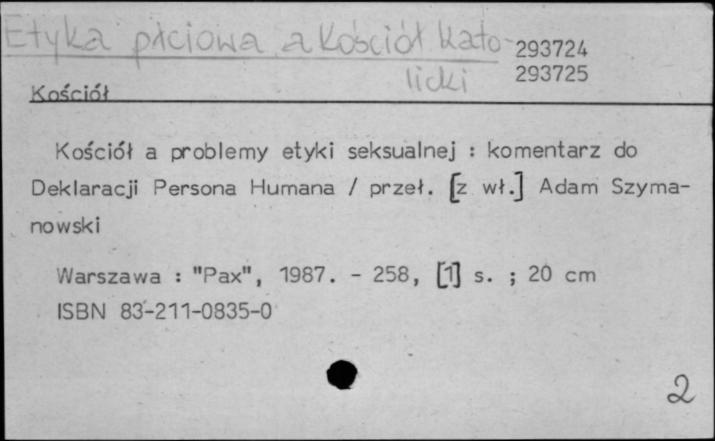 Etyka płciowa a Kościół kato-
licki
293724
293725
Kościół
Kościół a problemy etyki seksualnej : komentarz do
Deklaracji Persona Humana / przeł. [z wł.] Adam Szyma-
nowski
Warszawa : "Pax", 1987. - 258, [1] s. ; 20 cm
ISBN 83-211-0835-0
2